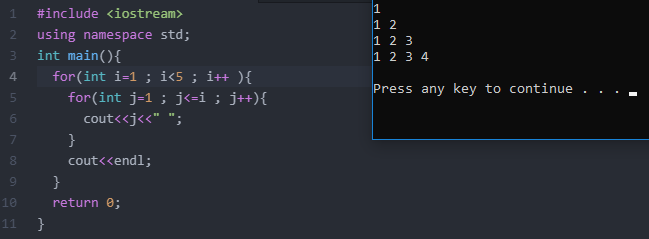 1 #include <iostream>
2 using namespace std;
3 int main(){
4 for(int i=1 ; i<5 ; i++ ){
5 for(int j=1 ; j<=i ; j++){
6 cout<<j<<" ";
7 }
8 cout<<endl;
9 }
10 return 0;
11 }
1
1 2
1 2 3
1 2 3 4
Press any key to continue . . .